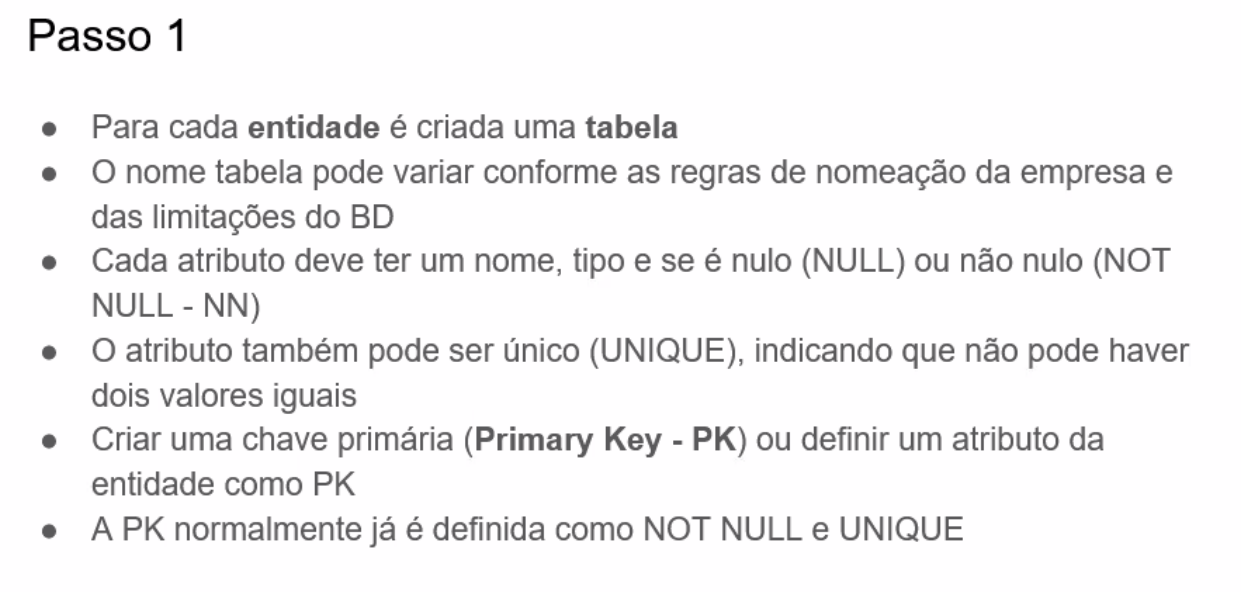 Passo 1
● Para cada entidade é criada uma tabela
● O nome tabela pode variar conforme as regras de nomeação da empresa e
das limitações do BD
● Cada atributo deve ter um nome, tipo e se é nulo (NULL) ou não nulo (NOT
NULL - NN)
● O atributo também pode ser único (UNIQUE), indicando que não pode haver
dois valores iguais
● Criar uma chave primária (Primary Key - PK) ou definir um atributo da
entidade como PK
● A PK normalmente já é definida como NOT NULL e UNIQUE